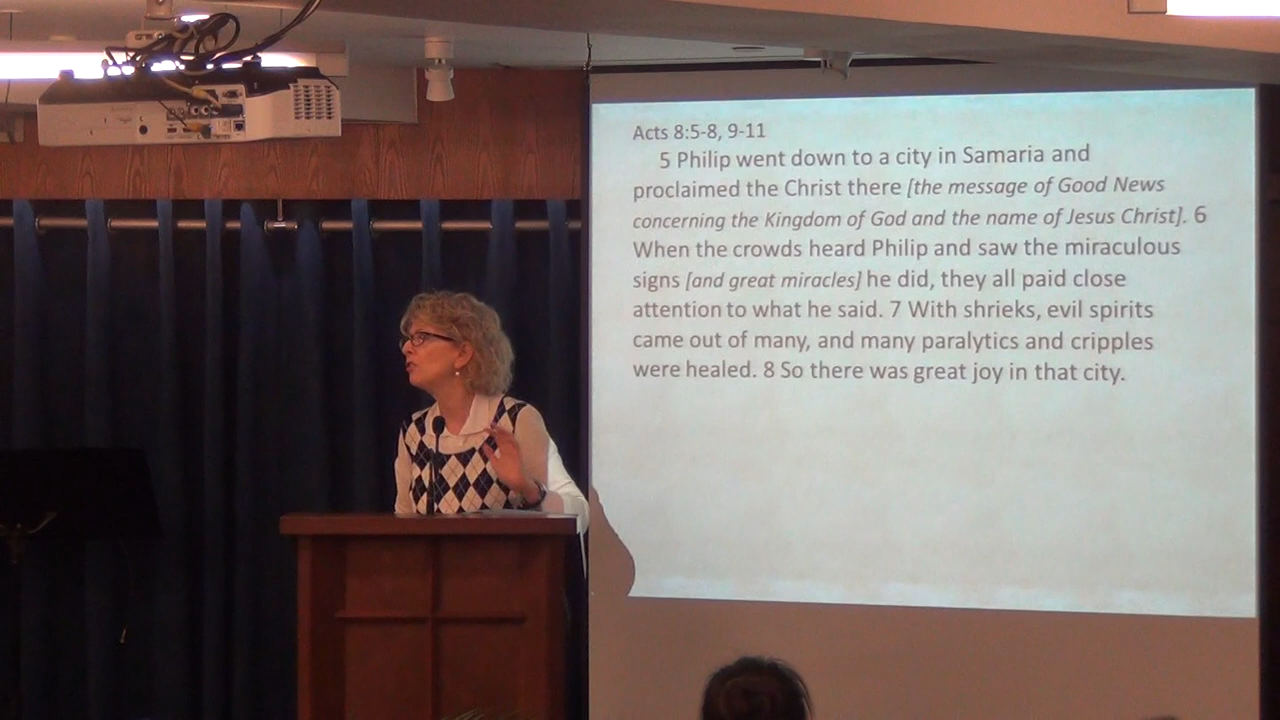 Acts 8:5-8, 9-11
5 Philip went down to a city in Samaria and
proclaimed the Christ there [the message of Good News
concerning the Kingdom of God and the name of Jesus Christ]. 6
When the crowds heard Philip and saw the miraculous
signs [and great miracles] he did, they all paid close
attention to what he said. 7 With shrieks, evil spirits
came out of many, and many paralytics and cripples
were healed. 8 So there was great joy in that city.